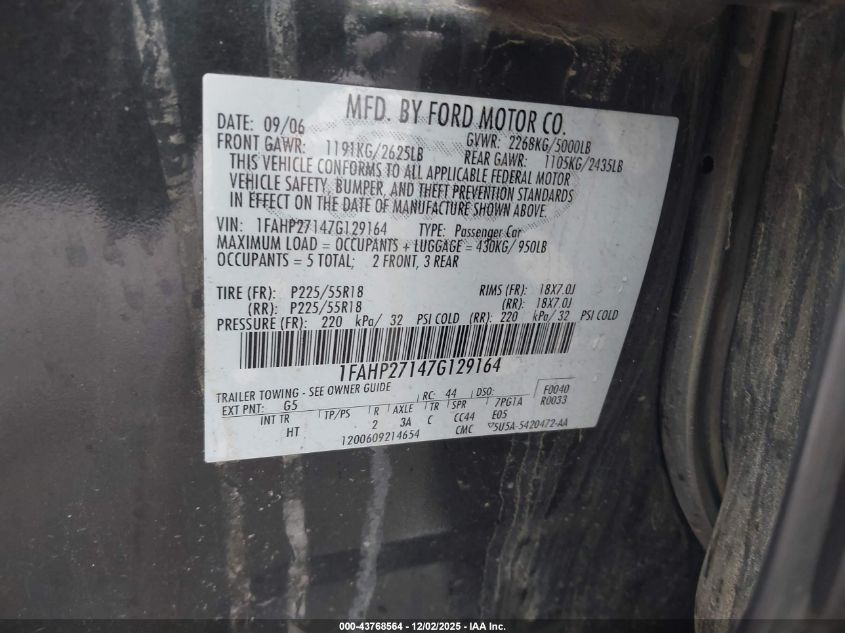 MFD. BY FORD MOTOR CO.
DATE: 09/06 GVWR: 2268KG/5000LB
FRONT GAWR: 1191KG/2625LB REAR GAWR: 1105KG/2435LB
THIS VEHICLE CONFORMS TO ALL APPLICABLE FEDERAL MOTOR
VEHICLE SAFETY, BUMPER, AND THEFT PREVENTION STANDARDS
IN EFFECT ON THE DATE OF MANUFACTURE SHOWN ABOVE.
VIN: 1FAHP27147G129164 TYPE: Passenger Car
MAXIMUM LOAD = OCCUPANTS + LUGGAGE = 430KG/ 950LB
OCCUPANTS = 5 TOTAL; 2 FRONT, 3 REAR
TIRE (FR): P225/55R18 RIMS (FR): 18X7.0J
(RR): P225/55R18 (RR): 18X7.0J
PRESSURE (FR): 220 kPa/ 32 PSI COLD (RR): 220 kPa/ 32 PSI COLD
1FAHP27147G129164
TRAILER TOWING - SEE OWNER GUIDE
F0040
EXT PNT: G5 RC: 44 DSO: R0033
INT TR TP/PS R AXLE TR SPR 7PG1A
HT 2 3A C CC44 E05
1200609214654 CMC 5U5A-5420472-AA
000-43768564 • 12/02/2025 - IAA Inc.